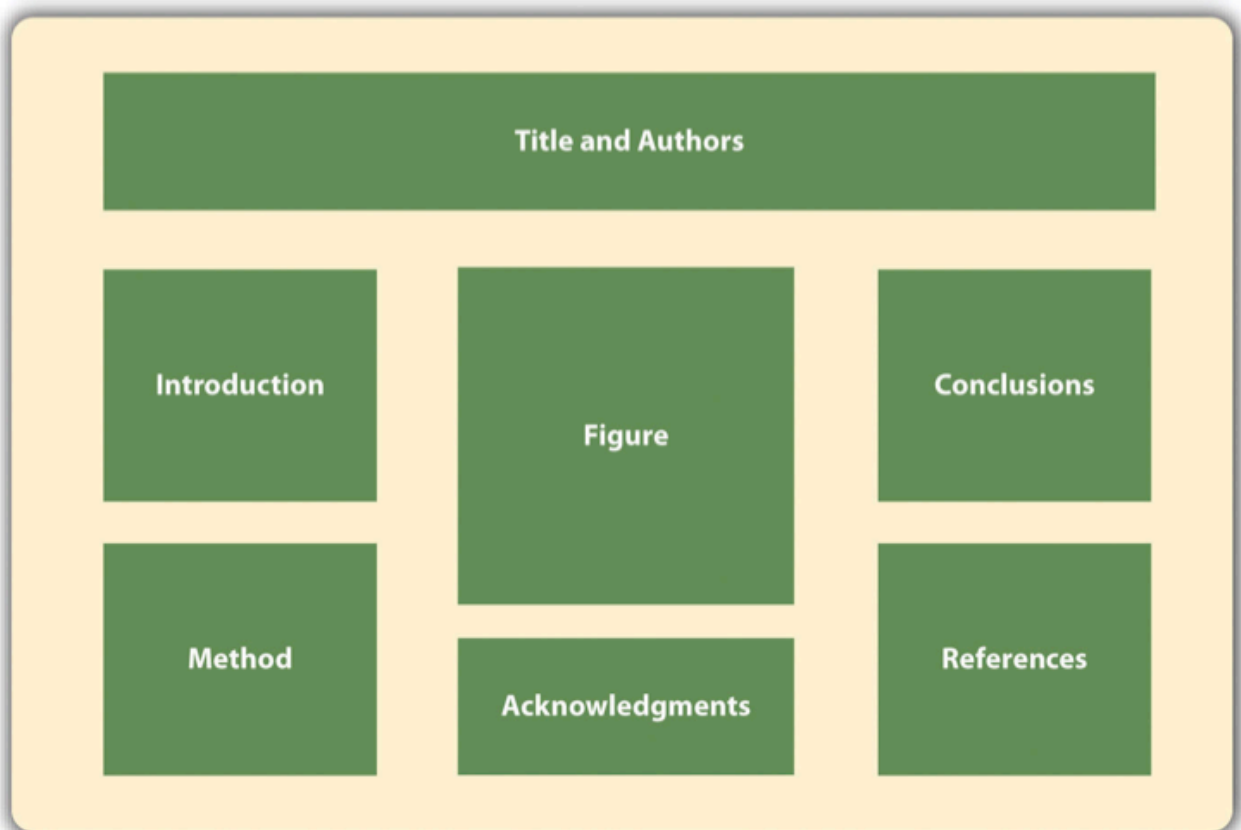 Title and Authors
Introduction
Figure
Conclusions
Method
Acknowledgments
References